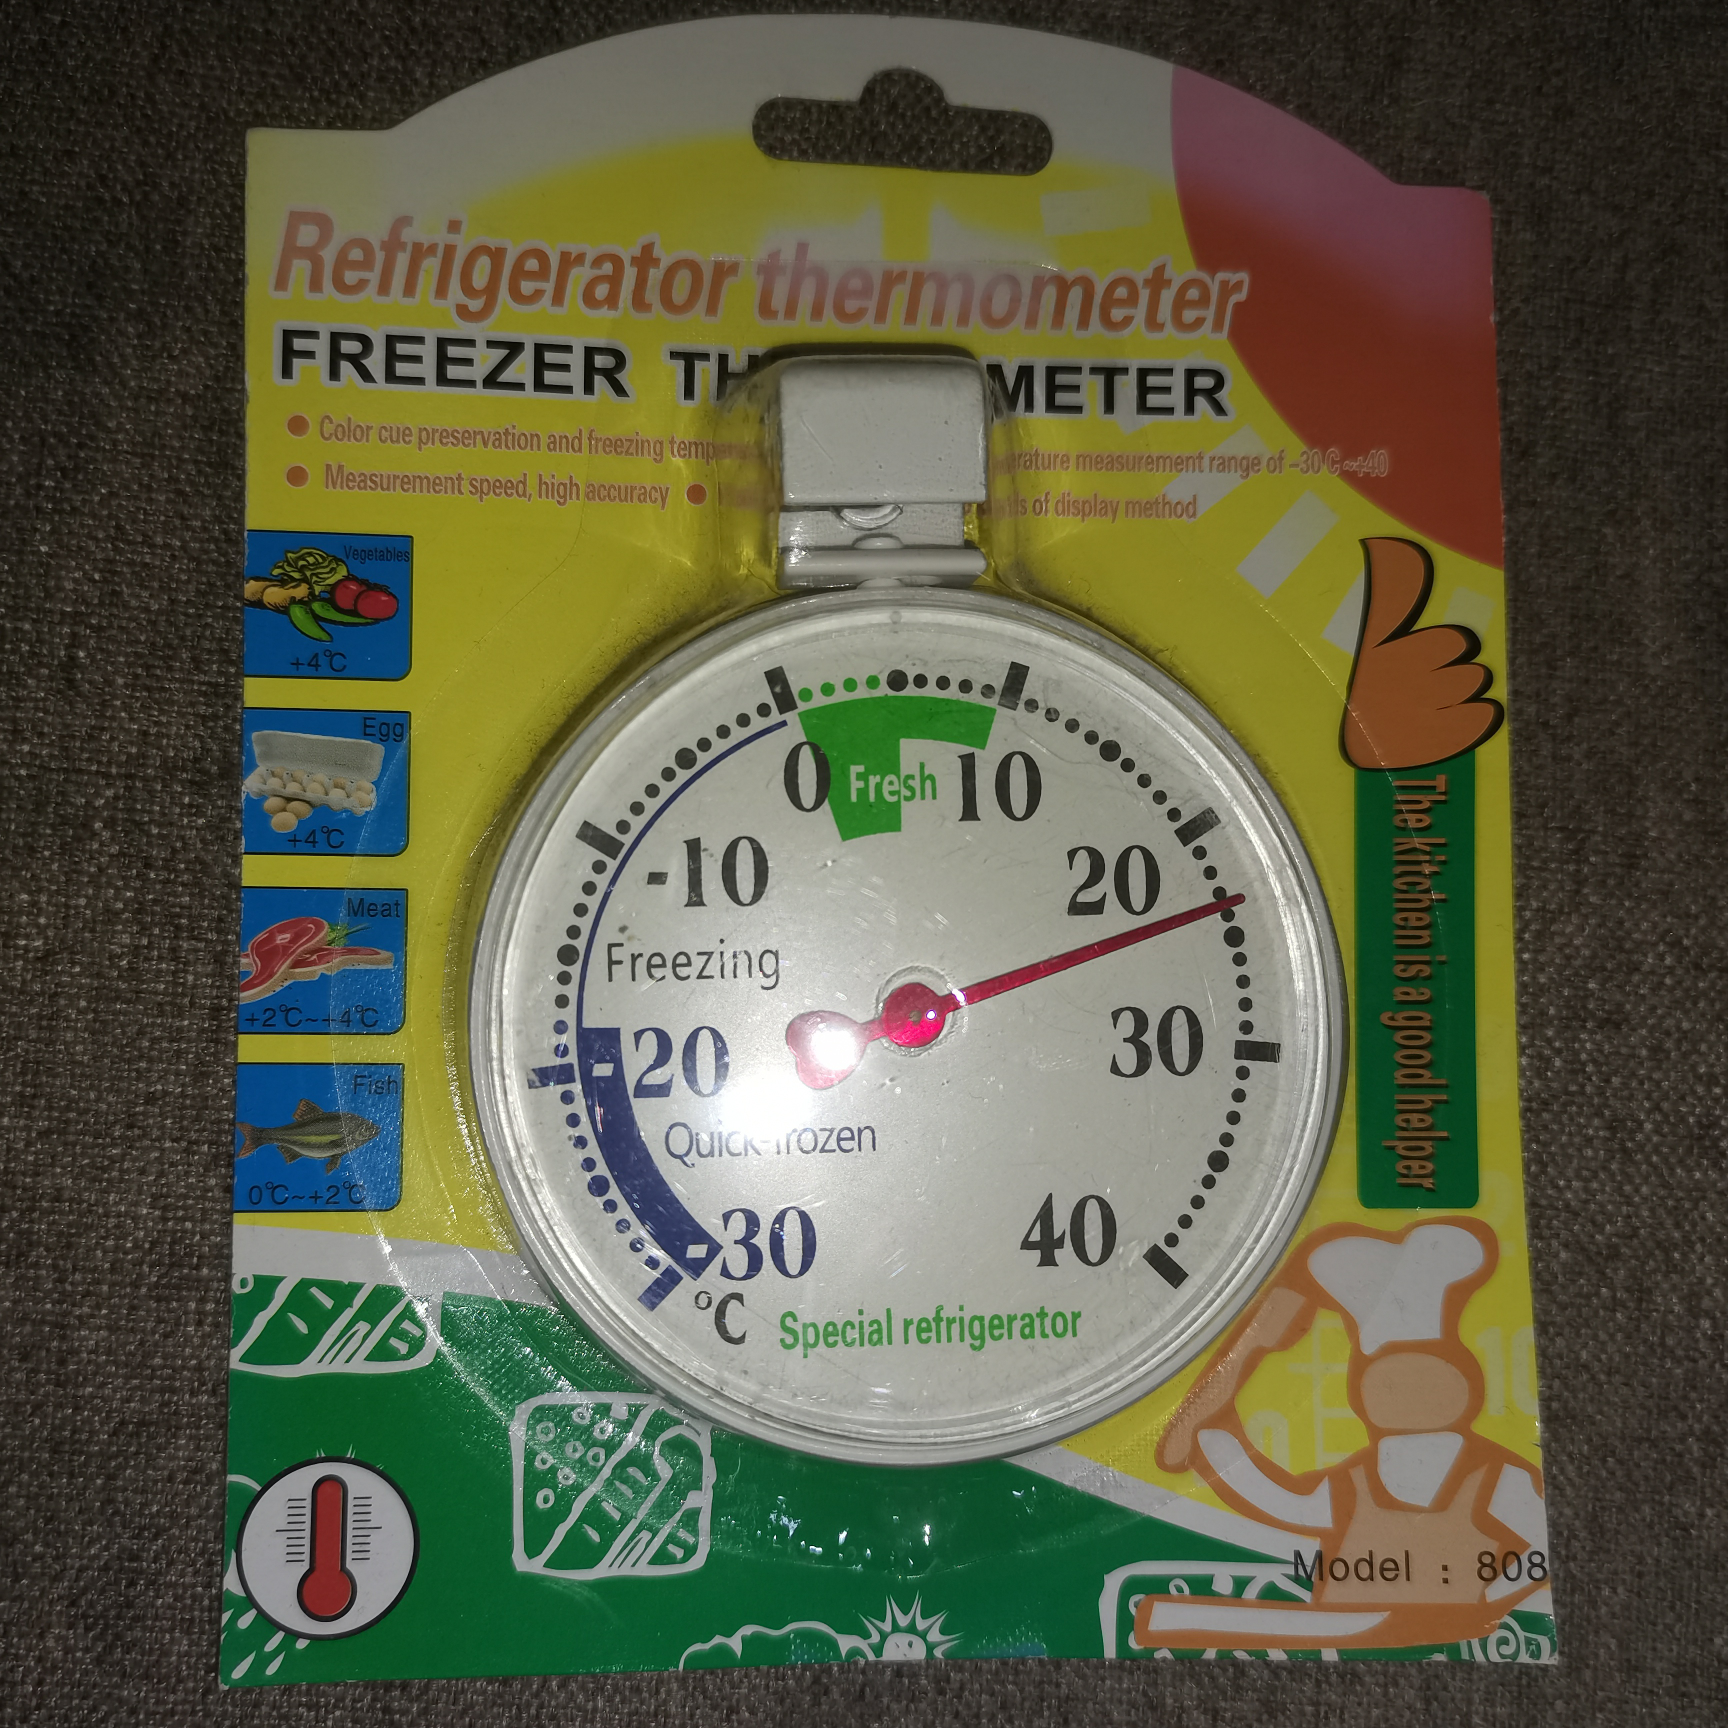 Refrigerator thermometer
FREEZER TH METER
Color cue preservation and freezing measurement range of -30℃~+40
Measurement speed, high accuracy of display method
Vegetables
+4℃
Egg
+4℃
Meat
+2℃~+4℃
Fish
0℃~+2℃
0 Fresh 10
-10 20
Freezing
-20 30
Quick-frozen
-30 40
°C Special refrigerator
The kitchen is a good helper
Model : 808